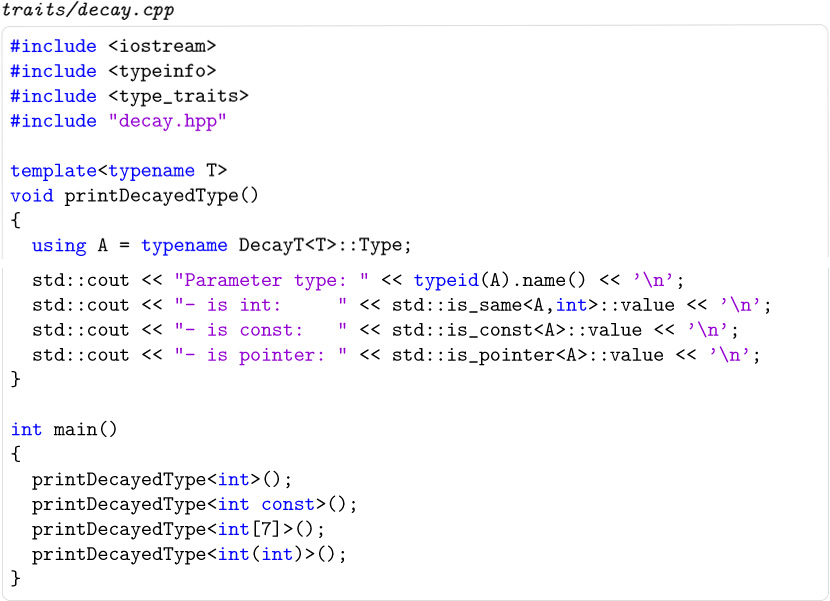 traits/decay.cpp
#include <iostream>
#include <typeinfo>
#include <type_traits>
#include "decay.hpp"

template<typename T>
void printDecayedType()
{
  using A = typename DecayT<T>::Type;
  std::cout << "Parameter type: " << typeid(A).name() << ’\n’;
  std::cout << "- is int:     " << std::is_same<A,int>::value << ’\n’;
  std::cout << "- is const:   " << std::is_const<A>::value << ’\n’;
  std::cout << "- is pointer: " << std::is_pointer<A>::value << ’\n’;
}

int main()
{
  printDecayedType<int>();
  printDecayedType<int const>();
  printDecayedType<int[7]>();
  printDecayedType<int(int)>();
}